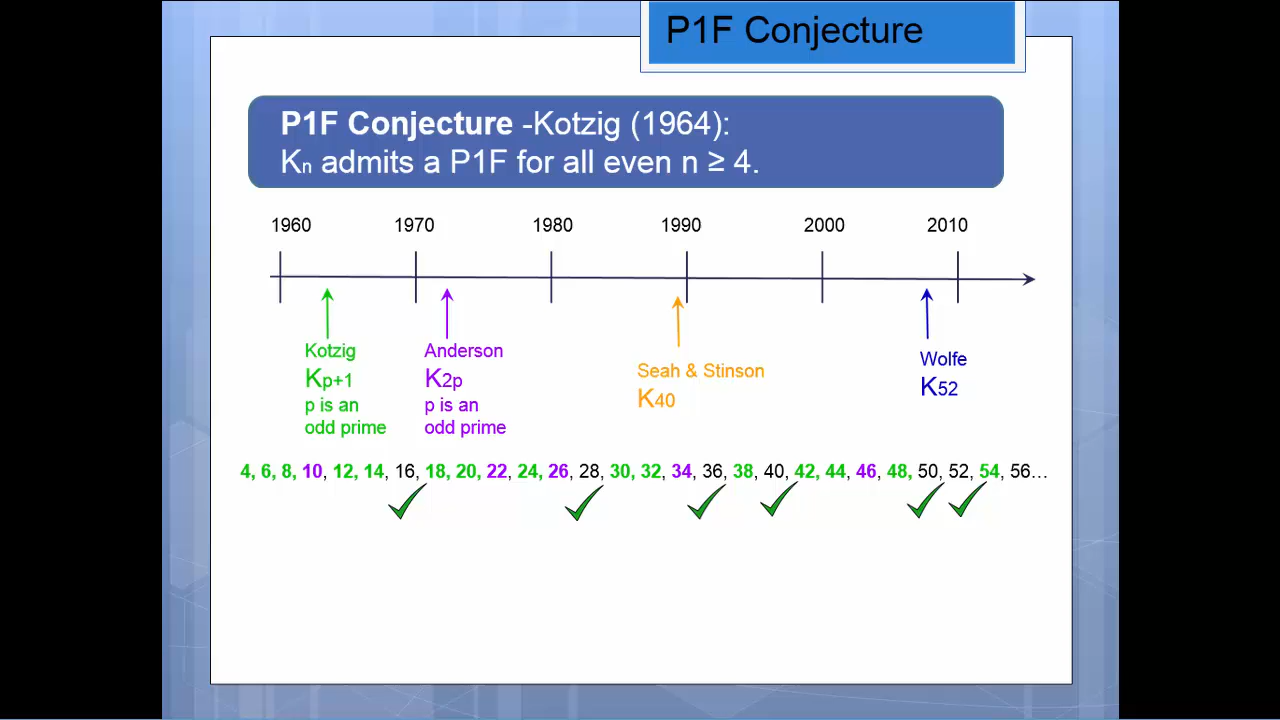 P1F Conjecture
P1F Conjecture -Kotzig (1964):
Kn admits a P1F for all even n ≥ 4.
1960 1970 1980 1990 2000 2010
Kotzig
Kp+1
p is an
odd prime
Anderson
K2p
p is an
odd prime
Seah & Stinson
K40
Wolfe
K52
4, 6, 8, 10, 12, 14, 16, 18, 20, 22, 24, 26, 28, 30, 32, 34, 36, 38, 40, 42, 44, 46, 48, 50, 52, 54, 56…